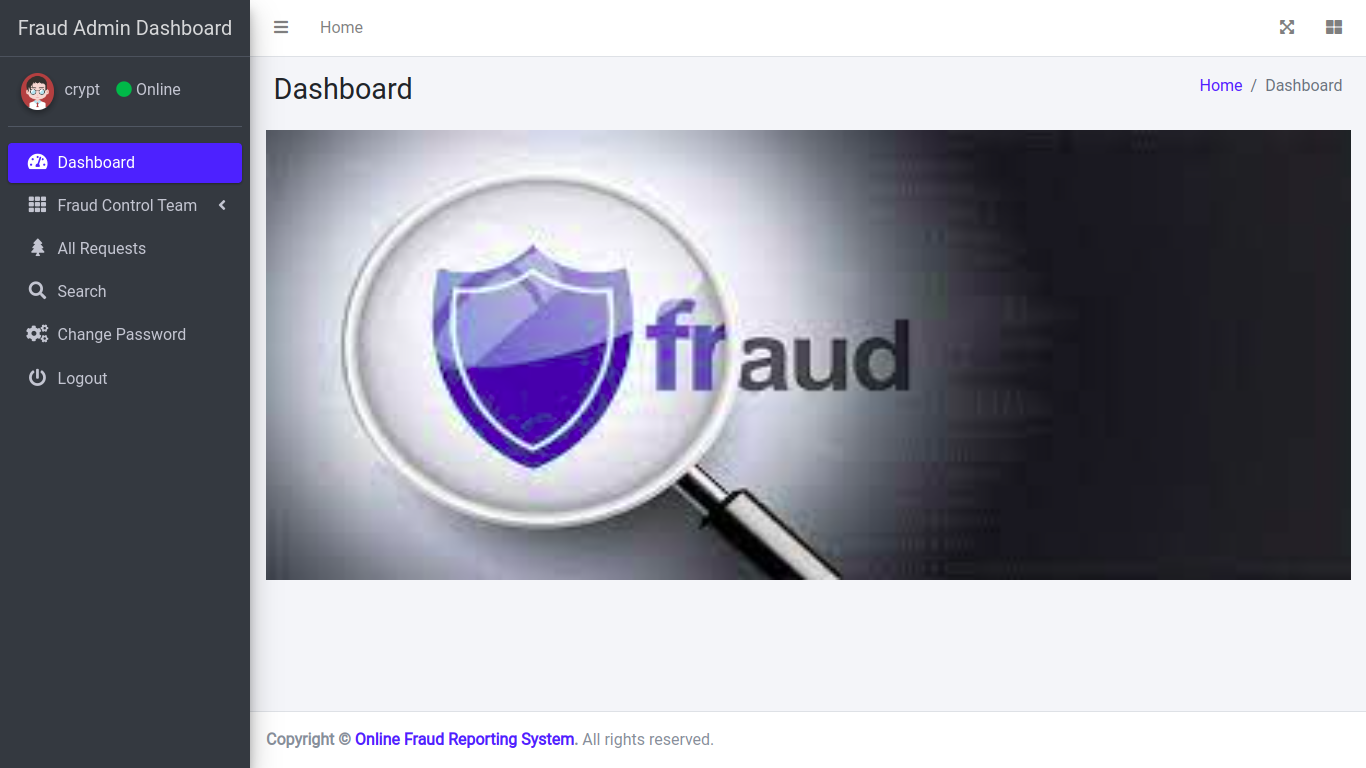 Fraud Admin Dashboard
Home
crypt
Online
Dashboard
Home / Dashboard
Dashboard
Fraud Control Team
All Requests
Search
Change Password
Logout
fraud
Copyright © Online Fraud Reporting System. All rights reserved.